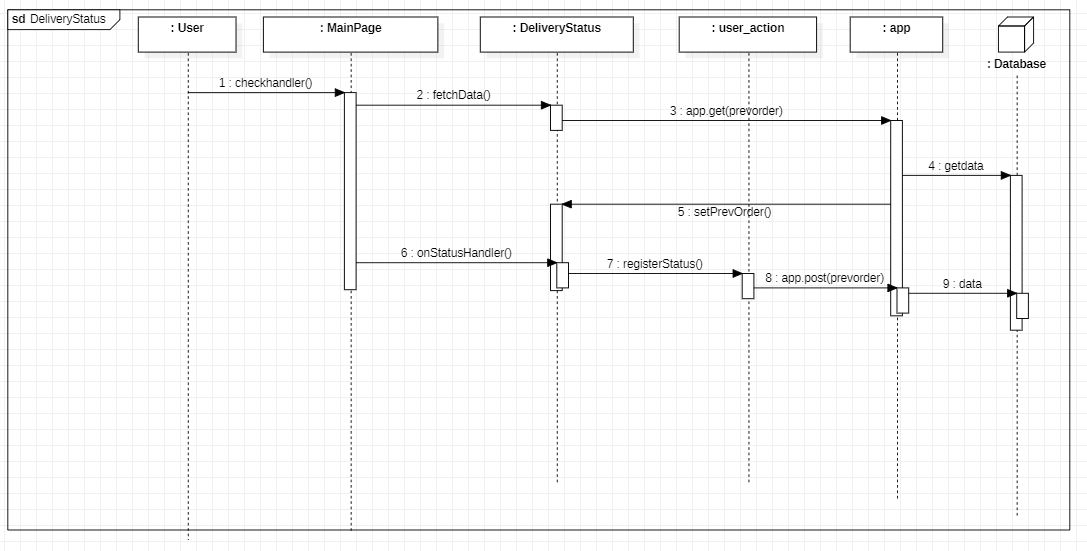 sd DeliveryStatus
: User
: MainPage
: DeliveryStatus
: user_action
: app
: Database
1 : checkhandler()
2 : fetchData()
3 : app.get(prevorder)
4 : getdata
5 : setPrevOrder()
6 : onStatusHandler()
7 : registerStatus()
8 : app.post(prevorder)
9 : data